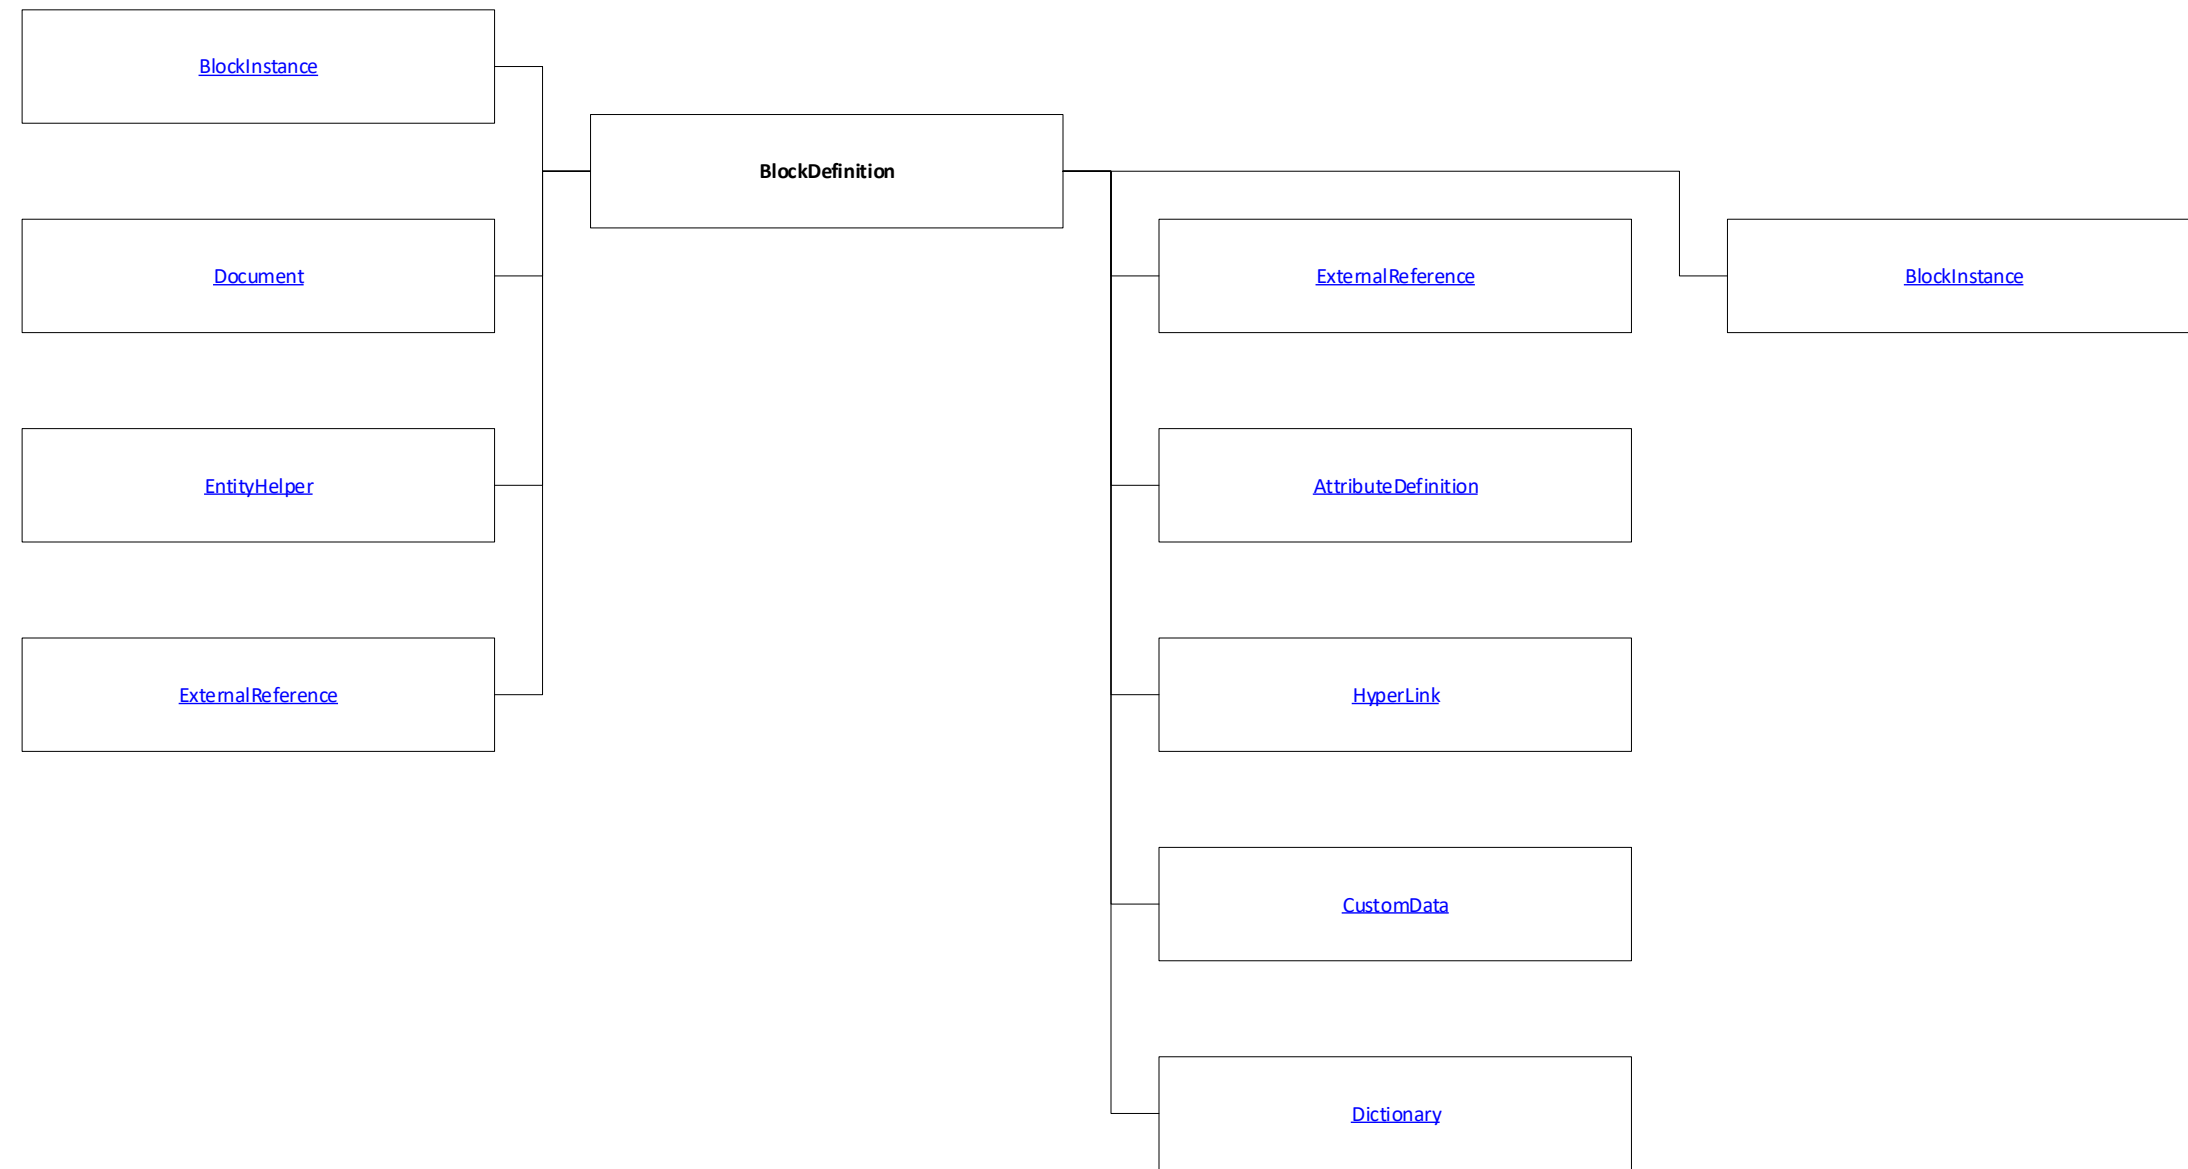 BlockInstance
BlockDefinition
Document
ExternalReference
BlockInstance
EntityHelper
AttributeDefinition
ExternalReference
HyperLink
CustomData
Dictionary